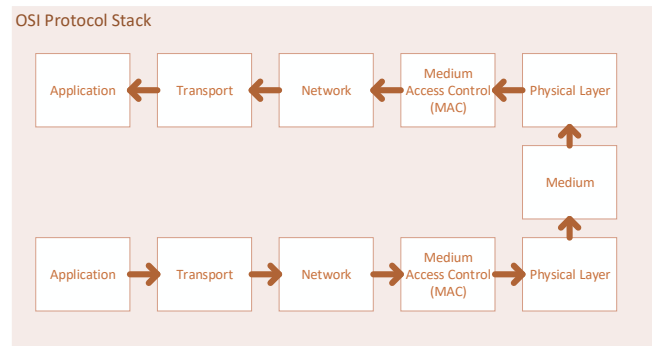 OSI Protocol Stack
Application
Transport
Network
Medium
Access Control
(MAC)
Physical Layer
Medium
Application
Transport
Network
Medium
Access Control
(MAC)
Physical Layer